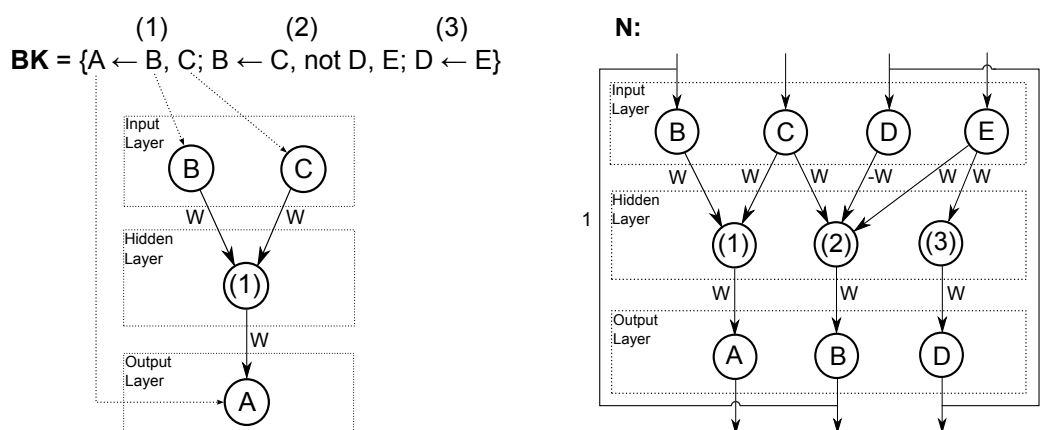 (1) (2) (3)
BK = {A ← B, C; B ← C, not D, E; D ← E}
Input
Layer
B C
W W
Hidden
Layer
(1)
W
Output
Layer
A
N:
Input
Layer
B C D E
W W W -W W W
Hidden
Layer
1
(1) (2) (3)
W W W
Output
Layer
A B D